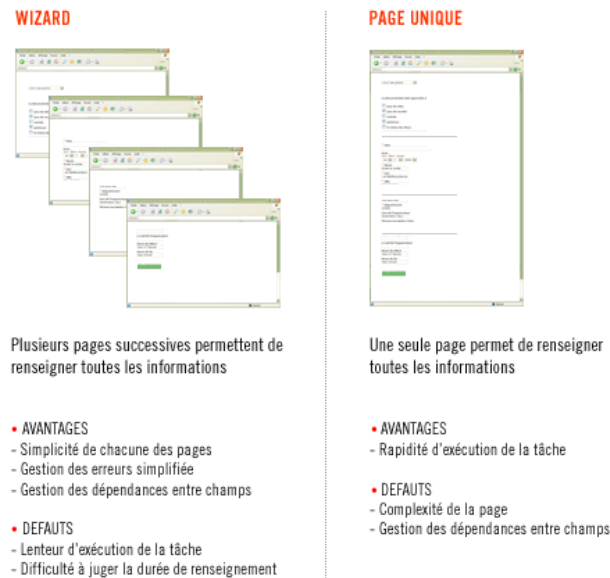 WIZARD
Plusieurs pages successives permettent de
renseigner toutes les informations
• AVANTAGES
- Simplicité de chacune des pages
- Gestion des erreurs simplifiée
- Gestion des dépendances entre champs
• DEFAUTS
- Lenteur d'exécution de la tâche
- Difficulté à juger la durée de renseignement
PAGE UNIQUE
Une seule page permet de renseigner
toutes les informations
• AVANTAGES
- Rapidité d'exécution de la tâche
• DEFAUTS
- Complexité de la page
- Gestion des dépendances entre champs